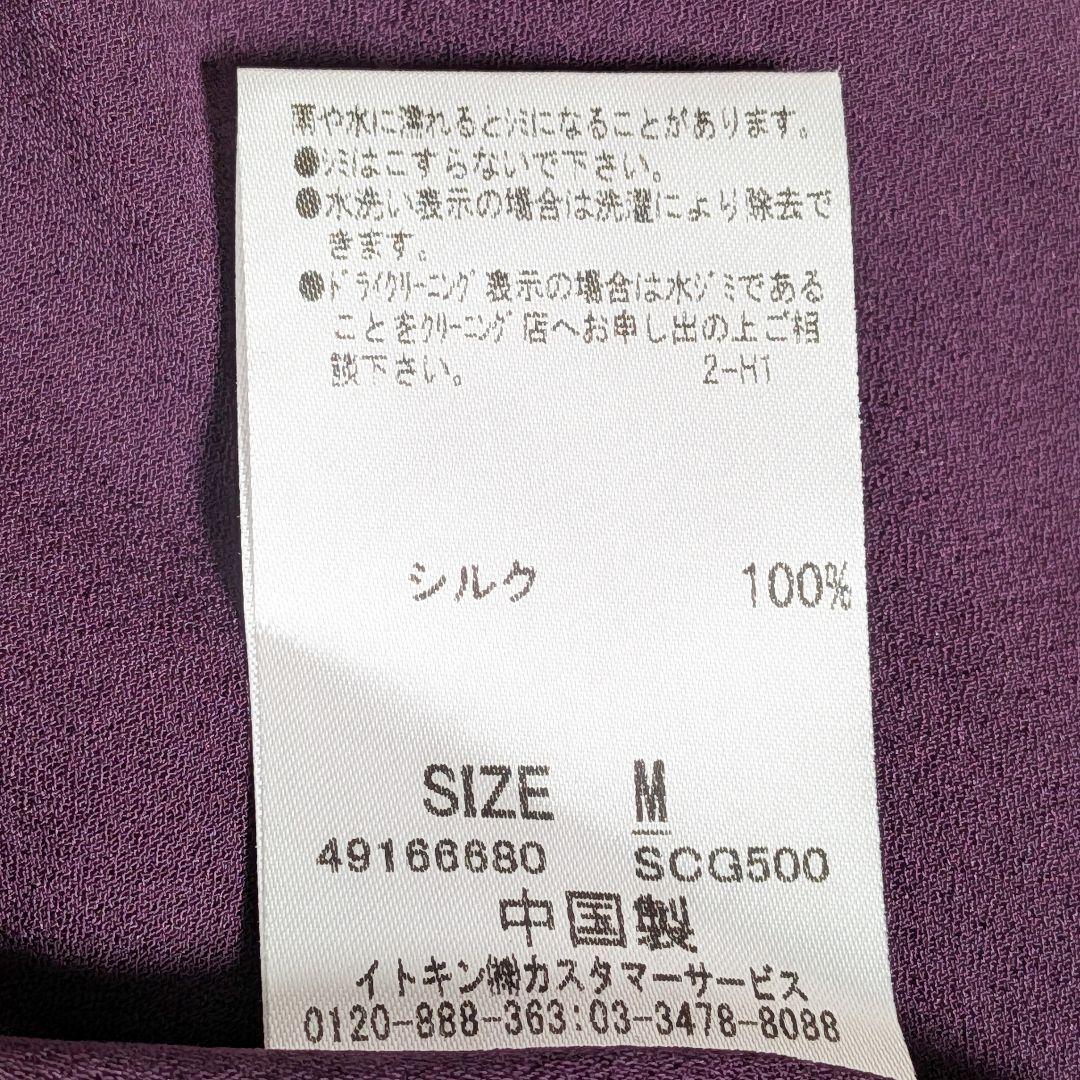 雨や水に濡れるとシミになることがあります。
●シミはこすらないで下さい。
●水洗い表示の場合は洗濯により除去で
きます。
●ドライクリーニング表示の場合は水ジミである
ことをクリーニング店へお申し出の上ご相
談下さい。 2-H1
シルク 100%
SIZE M
49166680 SCG500
中国製
イトキン㈱カスタマーサービス
0120-888-363:03-3478-8088